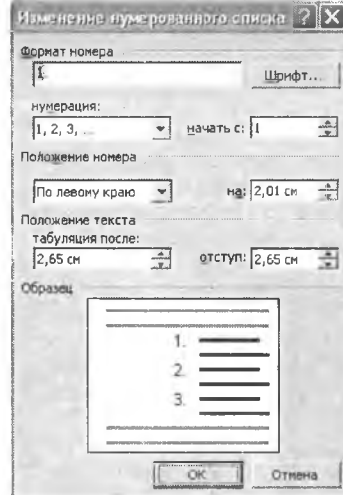 Изменение нумерованного списка
Формат номера
1.
Шрифт...
нумерация:
1, 2, 3, ...
начать с: 1
Положение номера
По левому краю
на: 2,01 см
Положение текста
табуляция после:
2,65 см
отступ: 2,65 см
Образец
1.
2.
3.
ОК
Отмена